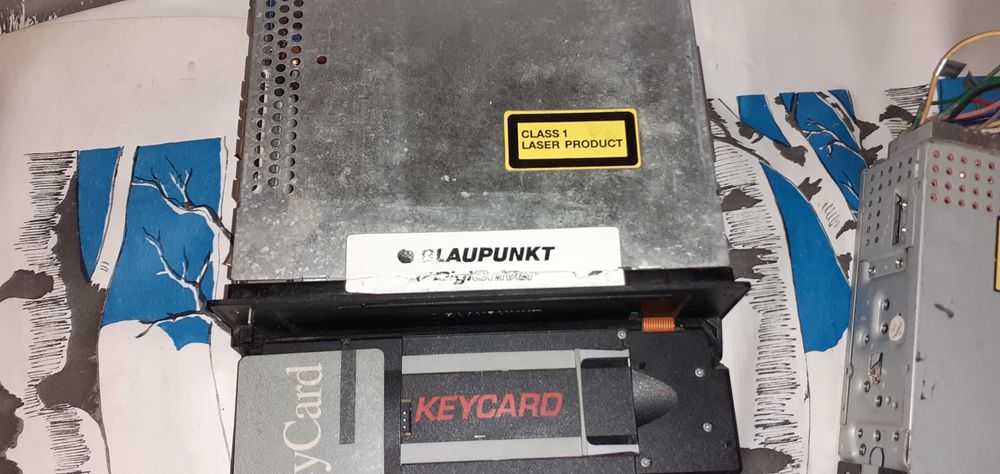 CLASS 1
LASER PRODUCT
BLAUPUNKT
DigiCeiver
yCard
KEYCARD